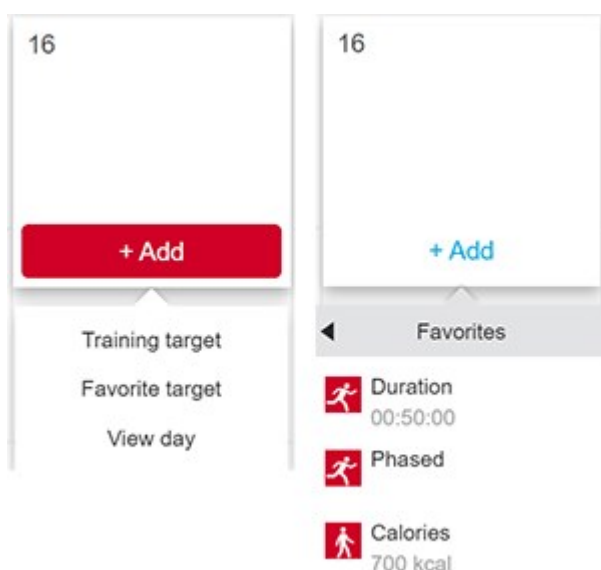 16
+ Add
Training target
Favorite target
View day
16
+ Add
Favorites
Duration
00:50:00
Phased
Calories
700 kcal